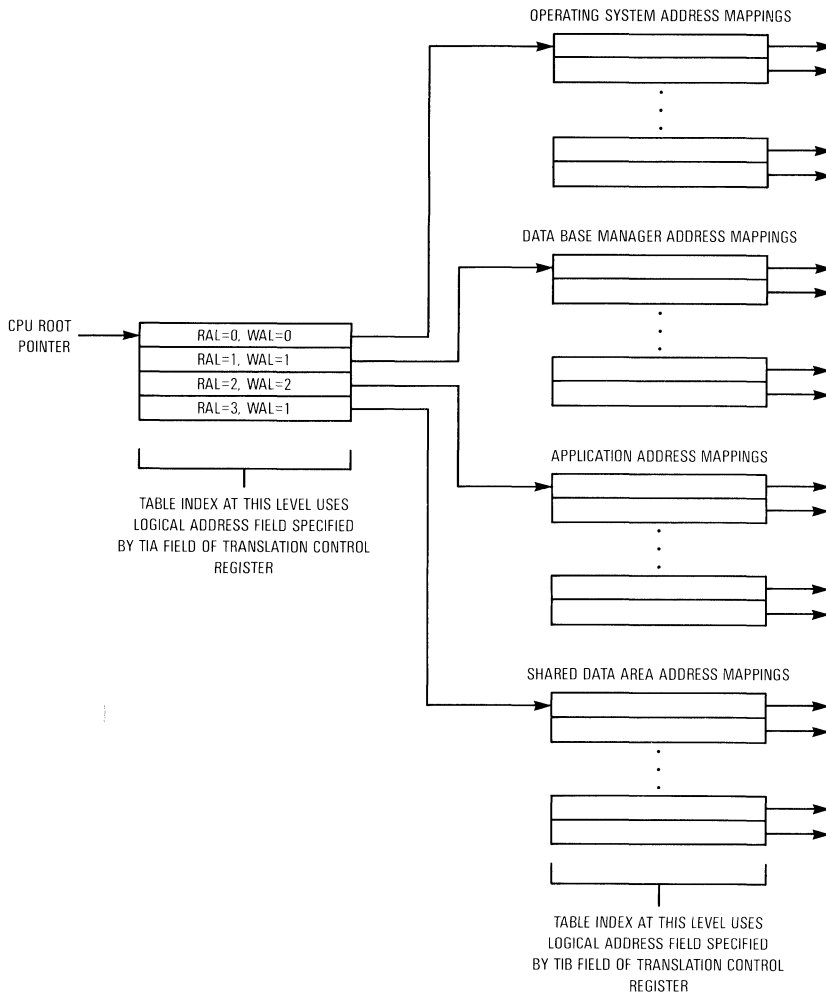 OPERATING SYSTEM ADDRESS MAPPINGS
DATA BASE MANAGER ADDRESS MAPPINGS
CPU ROOT
POINTER
RAL=0, WAL=0
RAL=1, WAL=1
RAL=2, WAL=2
RAL=3, WAL=1
APPLICATION ADDRESS MAPPINGS
TABLE INDEX AT THIS LEVEL USES
LOGICAL ADDRESS FIELD SPECIFIED
BY TIA FIELD OF TRANSLATION CONTROL
REGISTER
SHARED DATA AREA ADDRESS MAPPINGS
TABLE INDEX AT THIS LEVEL USES
LOGICAL ADDRESS FIELD SPECIFIED
BY TIB FIELD OF TRANSLATION CONTROL
REGISTER